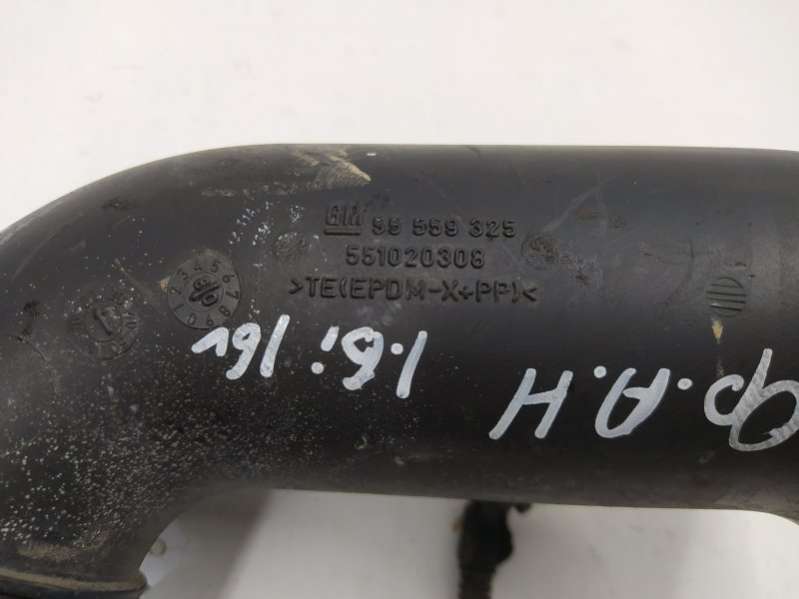 GM 55 559 325
551020308
>TE(EPDM-X+PP)<
1.6i 16v
A.H